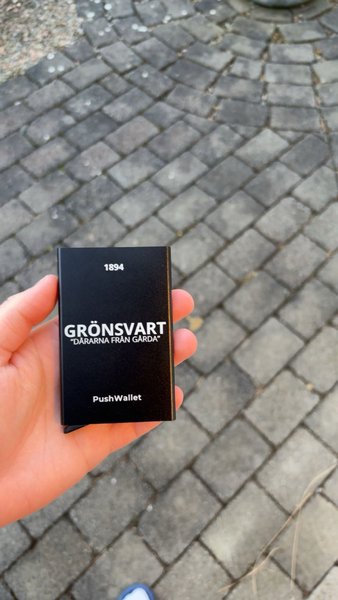 1894
GRÖNSVART
"DÅRARNA FRÅN GÅRDA"
PushWallet